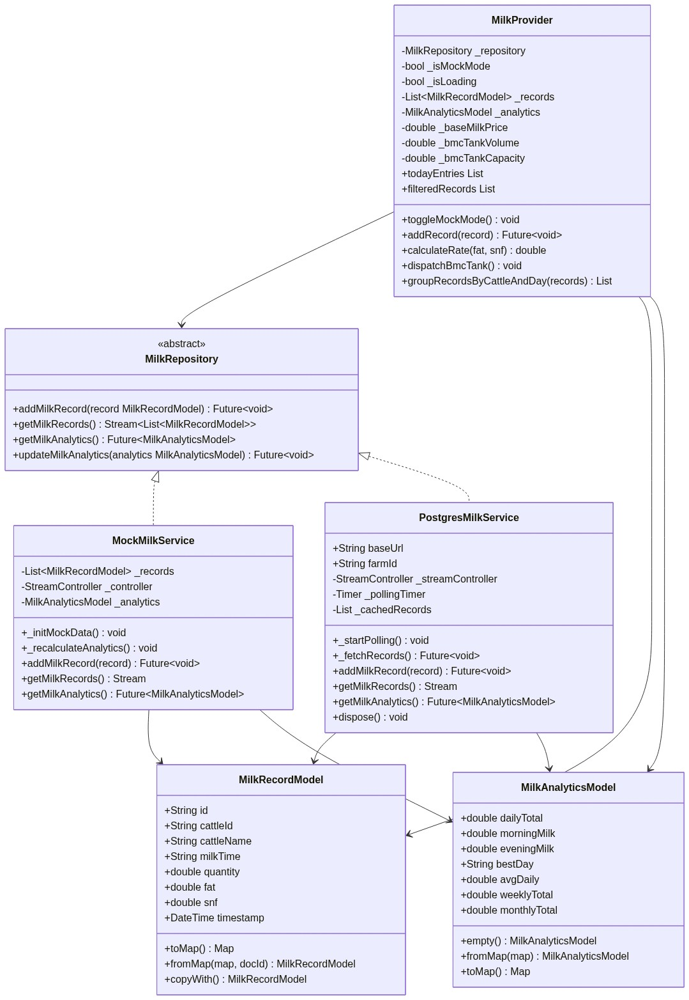 MilkProvider
-MilkRepository _repository
-bool _isMockMode
-bool _isLoading
-List<MilkRecordModel> _records
-MilkAnalyticsModel _analytics
-double _baseMilkPrice
-double _bmcTankVolume
-double _bmcTankCapacity
+todayEntries List
+filteredRecords List
+toggleMockMode() : void
+addRecord(record) : Future<void>
+calculateRate(fat, snf) : double
+dispatchBmcTank() : void
+groupRecordsByCattleAndDay(records) : List
«abstract»
MilkRepository
+addMilkRecord(record MilkRecordModel) : Future<void>
+getMilkRecords() : Stream<List<MilkRecordModel>>
+getMilkAnalytics() : Future<MilkAnalyticsModel>
+updateMilkAnalytics(analytics MilkAnalyticsModel) : Future<void>
MockMilkService
-List<MilkRecordModel> _records
-StreamController _controller
-MilkAnalyticsModel _analytics
+_initMockData() : void
+_recalculateAnalytics() : void
+addMilkRecord(record) : Future<void>
+getMilkRecords() : Stream
+getMilkAnalytics() : Future<MilkAnalyticsModel>
PostgresMilkService
+String baseUrl
+String farmId
-StreamController _streamController
-Timer _pollingTimer
-List _cachedRecords
+_startPolling() : void
+_fetchRecords() : Future<void>
+addMilkRecord(record) : Future<void>
+getMilkRecords() : Stream
+getMilkAnalytics() : Future<MilkAnalyticsModel>
+dispose() : void
MilkRecordModel
+String id
+String cattleId
+String cattleName
+String milkTime
+double quantity
+double fat
+double snf
+DateTime timestamp
+toMap() : Map
+fromMap(map, docId) : MilkRecordModel
+copyWith() : MilkRecordModel
MilkAnalyticsModel
+double dailyTotal
+double morningMilk
+double eveningMilk
+String bestDay
+double avgDaily
+double weeklyTotal
+double monthlyTotal
+empty() : MilkAnalyticsModel
+fromMap(map) : MilkAnalyticsModel
+toMap() : Map